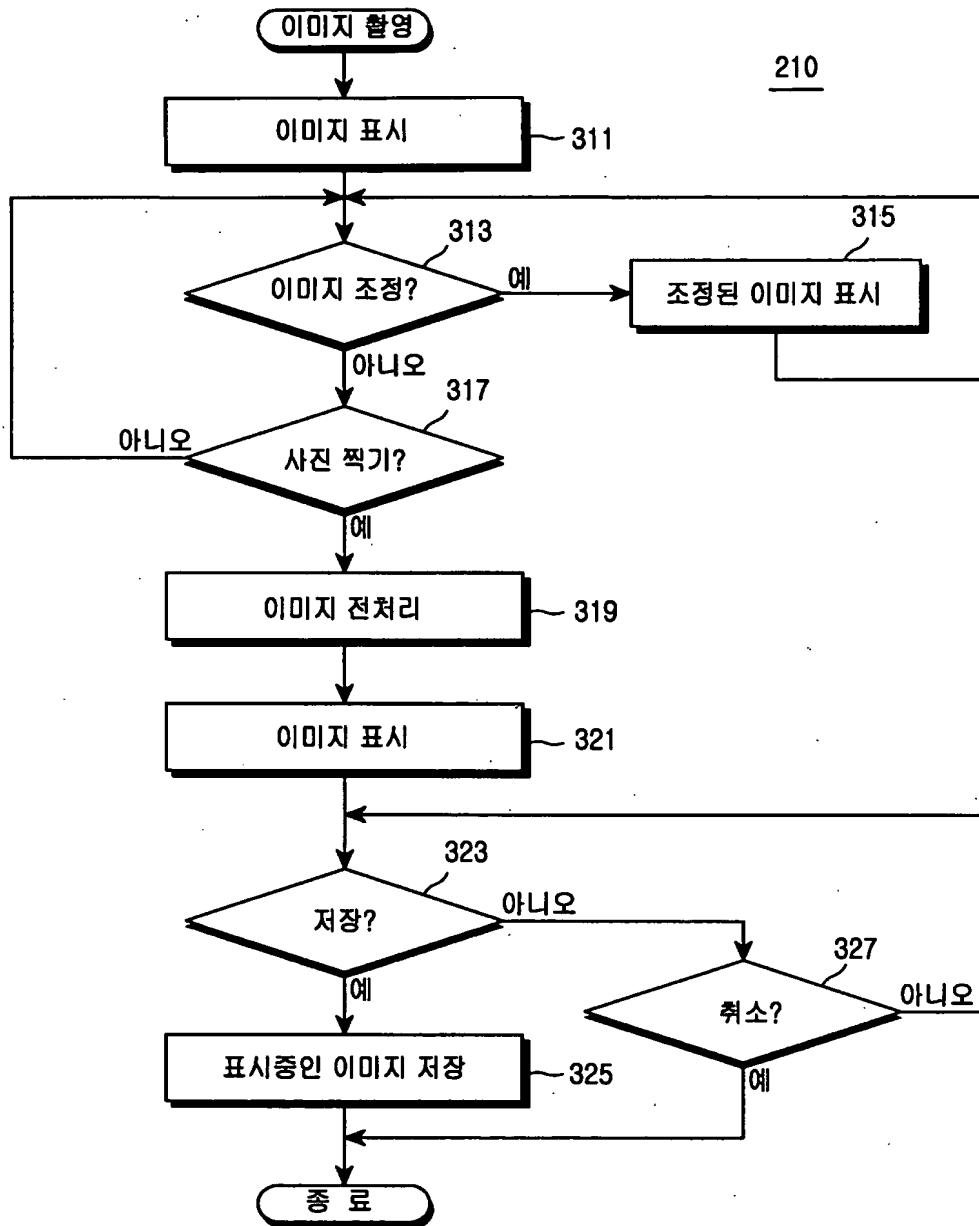 이미지 촬영
210
이미지 표시
311
313
이미지 조정?
예
315
조정된 이미지 표시
아니오
317
사진 찍기?
아니오
예
이미지 전처리
319
이미지 표시
321
323
저장?
아니오
예
327
취소?
아니오
예
표시중인 이미지 저장
325
종 료